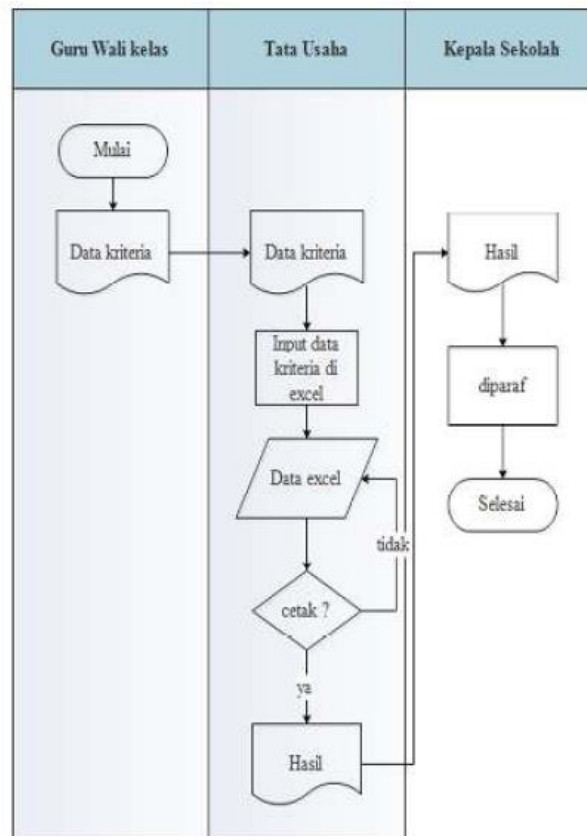 Guru Wali kelas
Tata Usaha
Kepala Sekolah
Mulai
Data kriteria
Data kriteria
Input data
kriteria di
excel
Data excel
cetak ?
tidak
ya
Hasil
Hasil
diparaf
Selesai